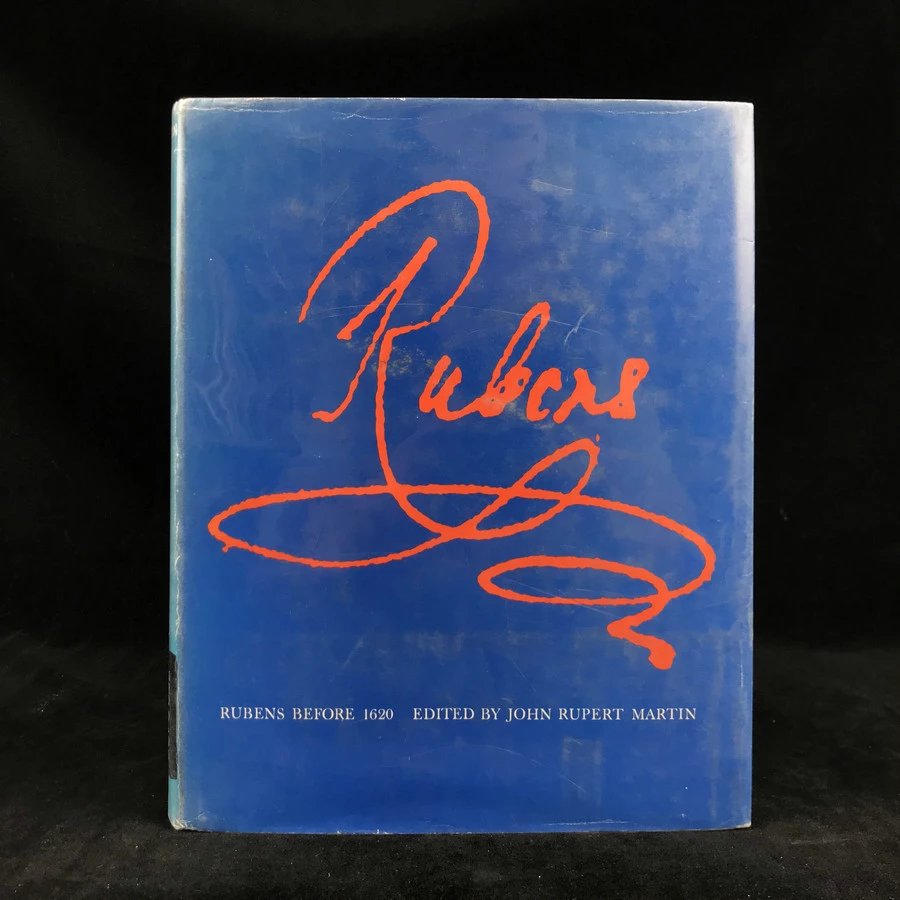 Rubens
RUBENS BEFORE 1620 EDITED BY JOHN RUPERT MARTIN